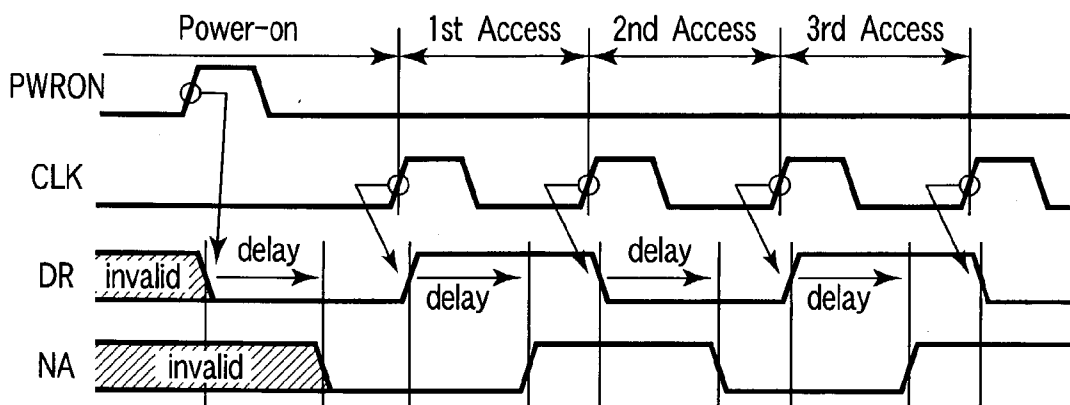 Power-on 1st Access 2nd Access 3rd Access
PWRON
CLK
delay delay
DR invalid
delay delay
NA invalid